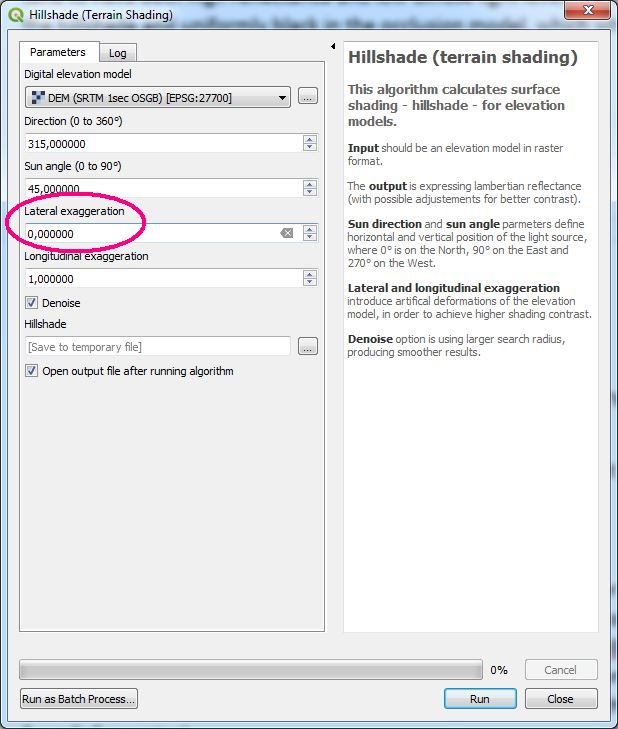 Hillshade (Terrain Shading)
Parameters
Log
Digital elevation model
DEM (SRTM 1sec OSGB) [EPSG:27700]
...
Direction (0 to 360°)
315,000000
Sun angle (0 to 90°)
45,000000
Lateral exaggeration
0,000000
Longitudinal exaggeration
1,000000
Denoise
Hillshade
[Save to temporary file]
...
Open output file after running algorithm
Hillshade (terrain shading)
This algorithm calculates surface
shading - hillshade - for elevation
models.
Input should be an elevation model in raster
format.
The output is expressing lambertian reflectance
(with possible adjustments for better contrast).
Sun direction and sun angle parmeters define
horizontal and vertical position of the light source,
where 0° is on the North, 90° on the East and
270° on the West.
Lateral and longitudinal exaggeration
introduce artifical deformations of the elevation
model, in order to achieve higher shading contrast.
Denoise option is using larger search radius,
producing smoother results.
0%
Cancel
Run as Batch Process...
Run
Close